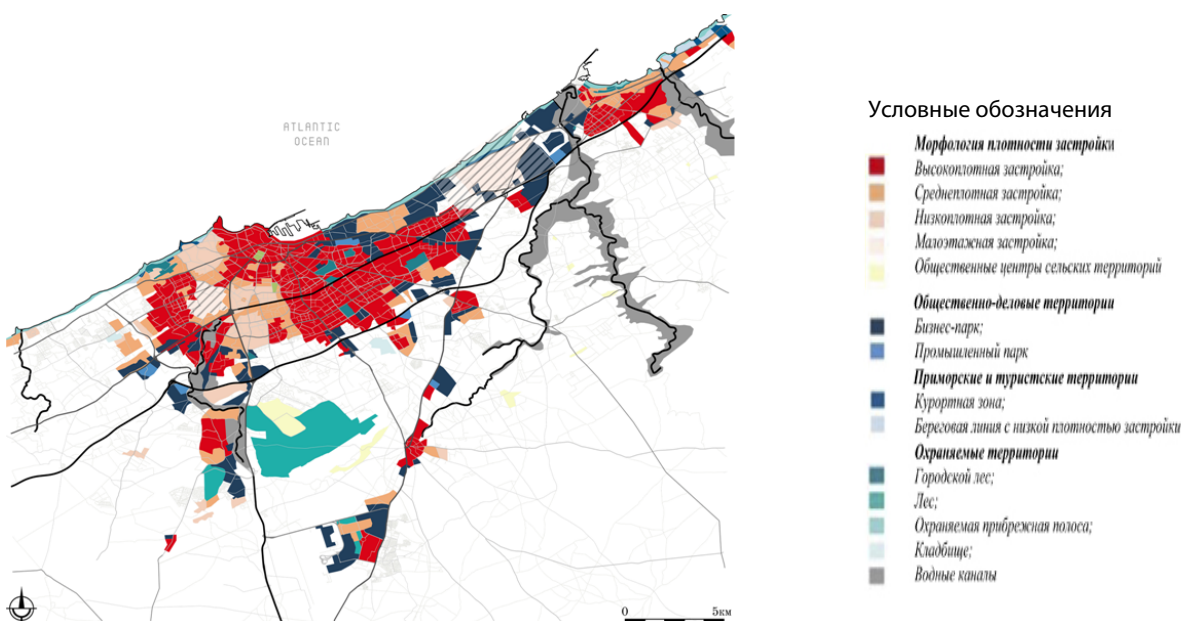 ATLANTIC
OCEAN
Условные обозначения
Морфология плотности застройки
Высокоплотная застройка;
Среднеплотная застройка;
Низкоплотная застройка;
Малоэтажная застройка;
Общественные центры сельских территорий
Общественно-деловые территории
Бизнес-парк;
Промышленный парк
Приморские и туристские территории
Курортная зона;
Береговая линия с низкой плотностью застройки
Охраняемые территории
Городской лес;
Лес;
Охраняемая прибрежная полоса;
Кладбище;
Водные каналы
0 5км